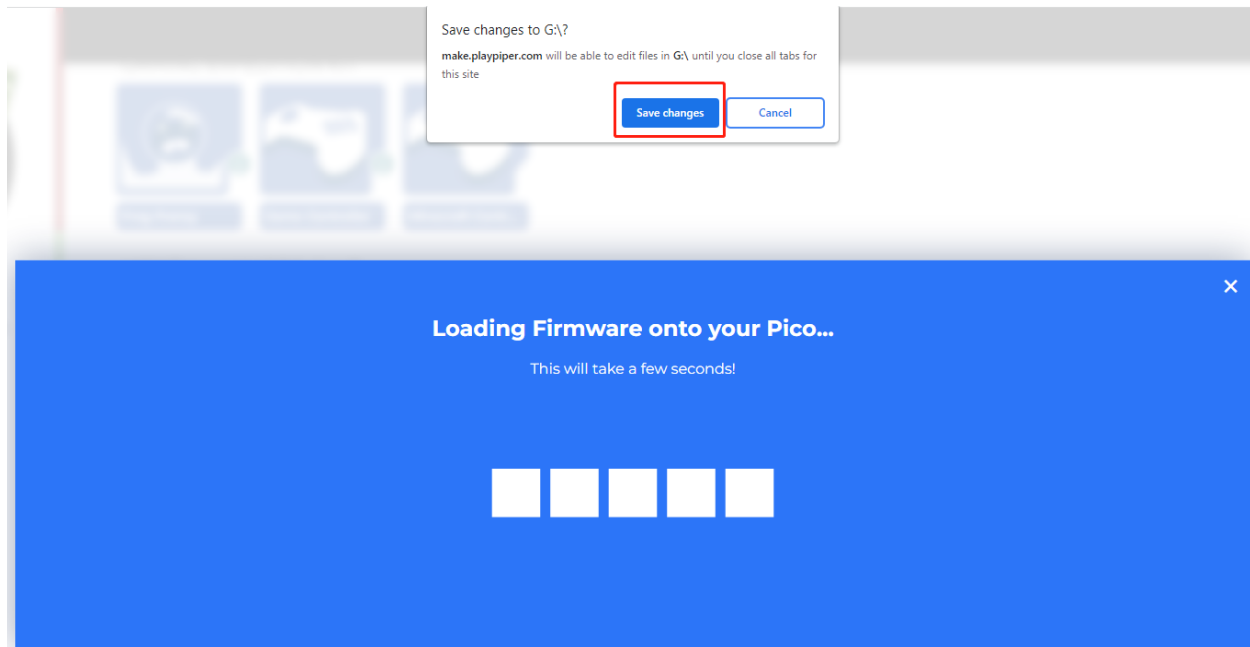 Save changes to G:\?
make.playpiper.com will be able to edit files in G:\ until you close all tabs for
this site
Save changes
Cancel
Loading Firmware onto your Pico...
This will take a few seconds!